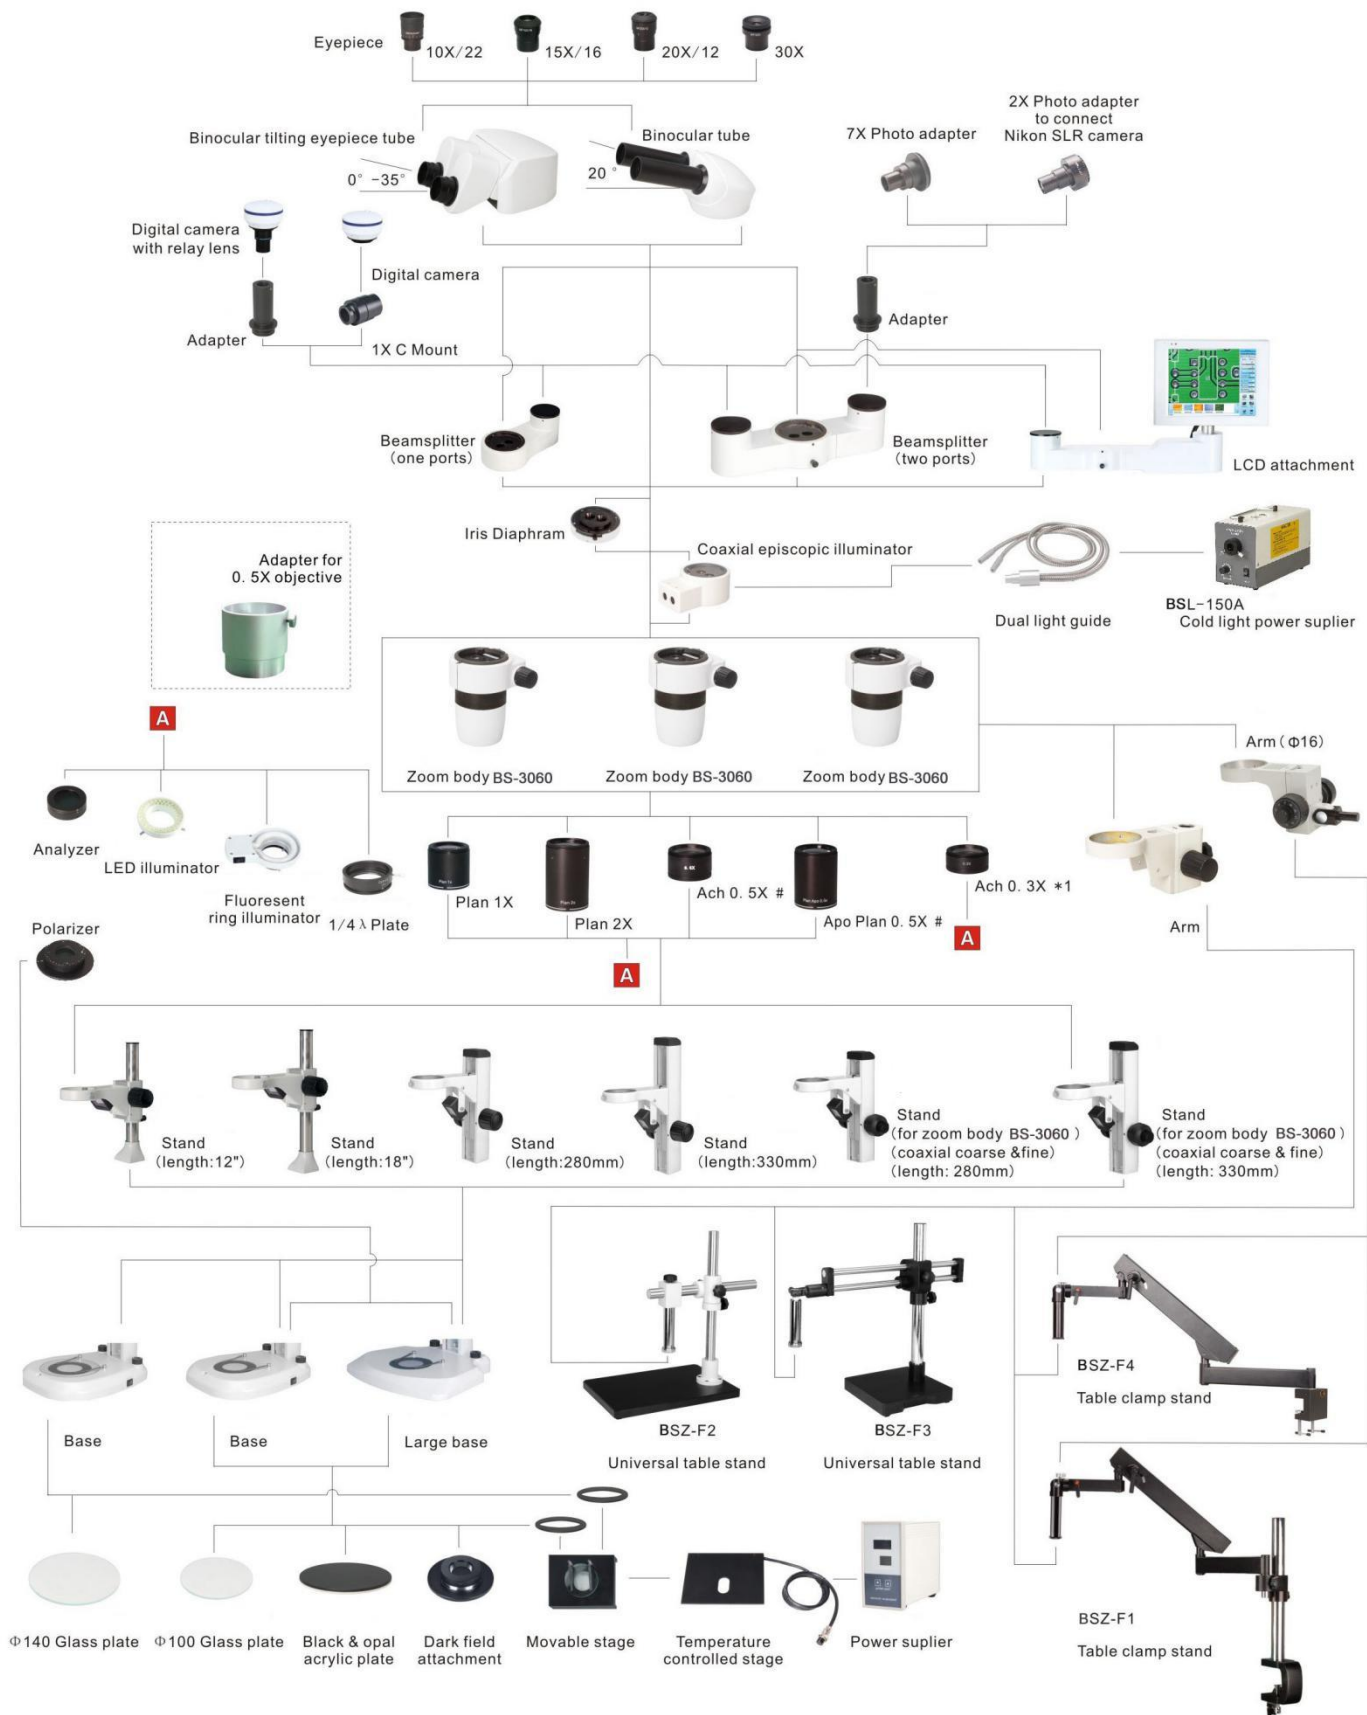 Eyepiece
10X/22
15X/16
20X/12
30X
Binocular tilting eyepiece tube
0° -35°
Binocular tube
20 °
7X Photo adapter
2X Photo adapter
to connect
Nikon SLR camera
Digital camera
with relay lens
Digital camera
Adapter
1X C Mount
Adapter
Beamsplitter
(one ports)
Beamsplitter
(two ports)
LCD attachment
Iris Diaphram
Coaxial episcopic illuminator
Adapter for
0. 5X objective
Dual light guide
BSL-150A
Cold light power suplier
A
Zoom body BS-3060
Zoom body BS-3060
Zoom body BS-3060
Arm (Φ16)
Analyzer
LED illuminator
Fluoresent
ring illuminator
1/4 λ Plate
Plan 1X
Plan 2X
Ach 0. 5X #
Apo Plan 0. 5X #
Ach 0. 3X *1
Arm
A
A
Polarizer
Stand
(length:12")
Stand
(length:18")
Stand
(length:280mm)
Stand
(length:330mm)
Stand
(for zoom body BS-3060 )
(coaxial coarse &fine)
(length: 280mm)
Stand
(for zoom body BS-3060 )
(coaxial coarse & fine)
(length: 330mm)
Base
Base
Large base
BSZ-F2
Universal table stand
BSZ-F3
Universal table stand
BSZ-F4
Table clamp stand
Φ140 Glass plate
Φ100 Glass plate
Black & opal
acrylic plate
Dark field
attachment
Movable stage
Temperature
controlled stage
Power suplier
BSZ-F1
Table clamp stand